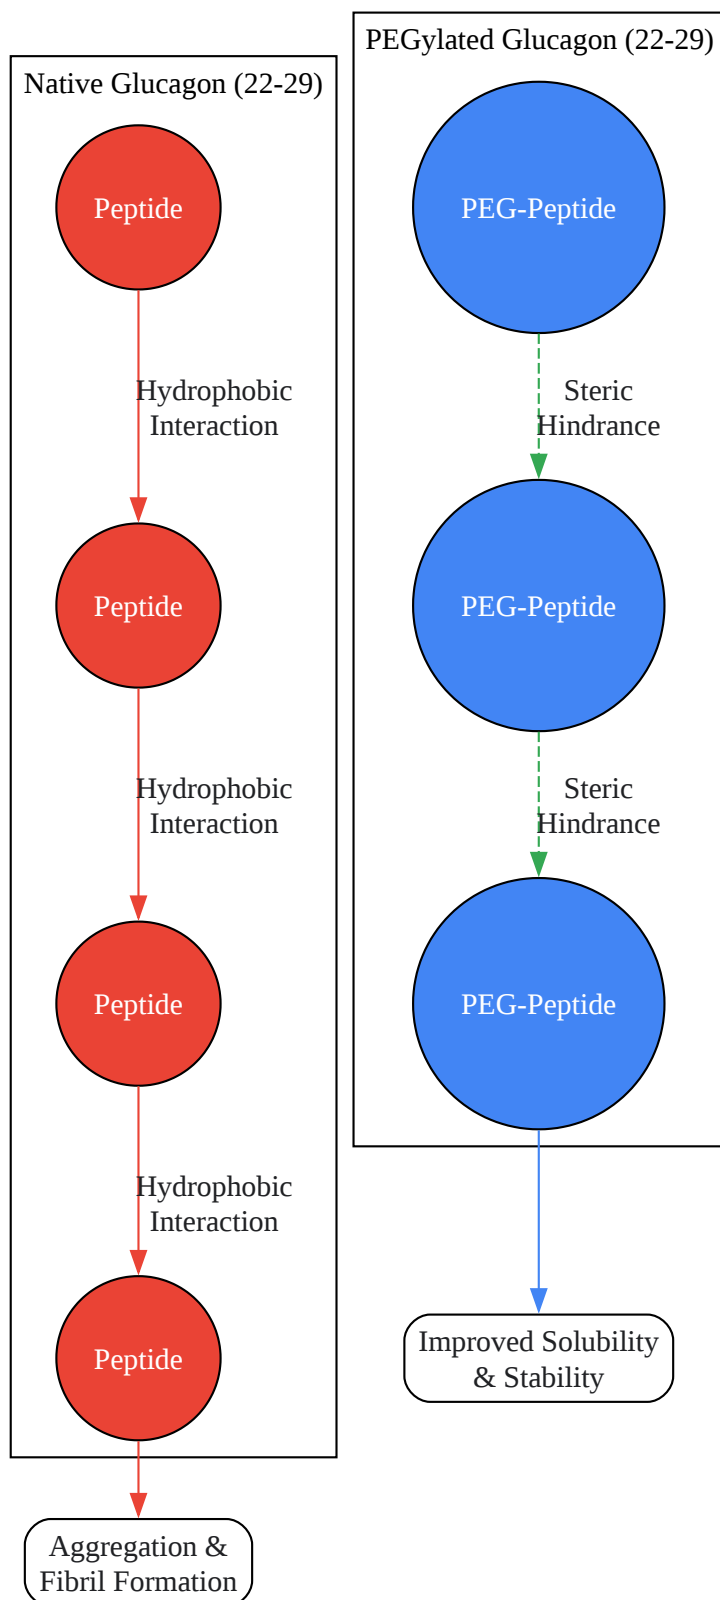 Native Glucagon (22-29)
Peptide
Hydrophobic
Interaction
Peptide
Hydrophobic
Interaction
Peptide
Hydrophobic
Interaction
Peptide
Aggregation &
Fibril Formation
PEGylated Glucagon (22-29)
PEG-Peptide
Steric
Hindrance
PEG-Peptide
Steric
Hindrance
PEG-Peptide
Improved Solubility
& Stability